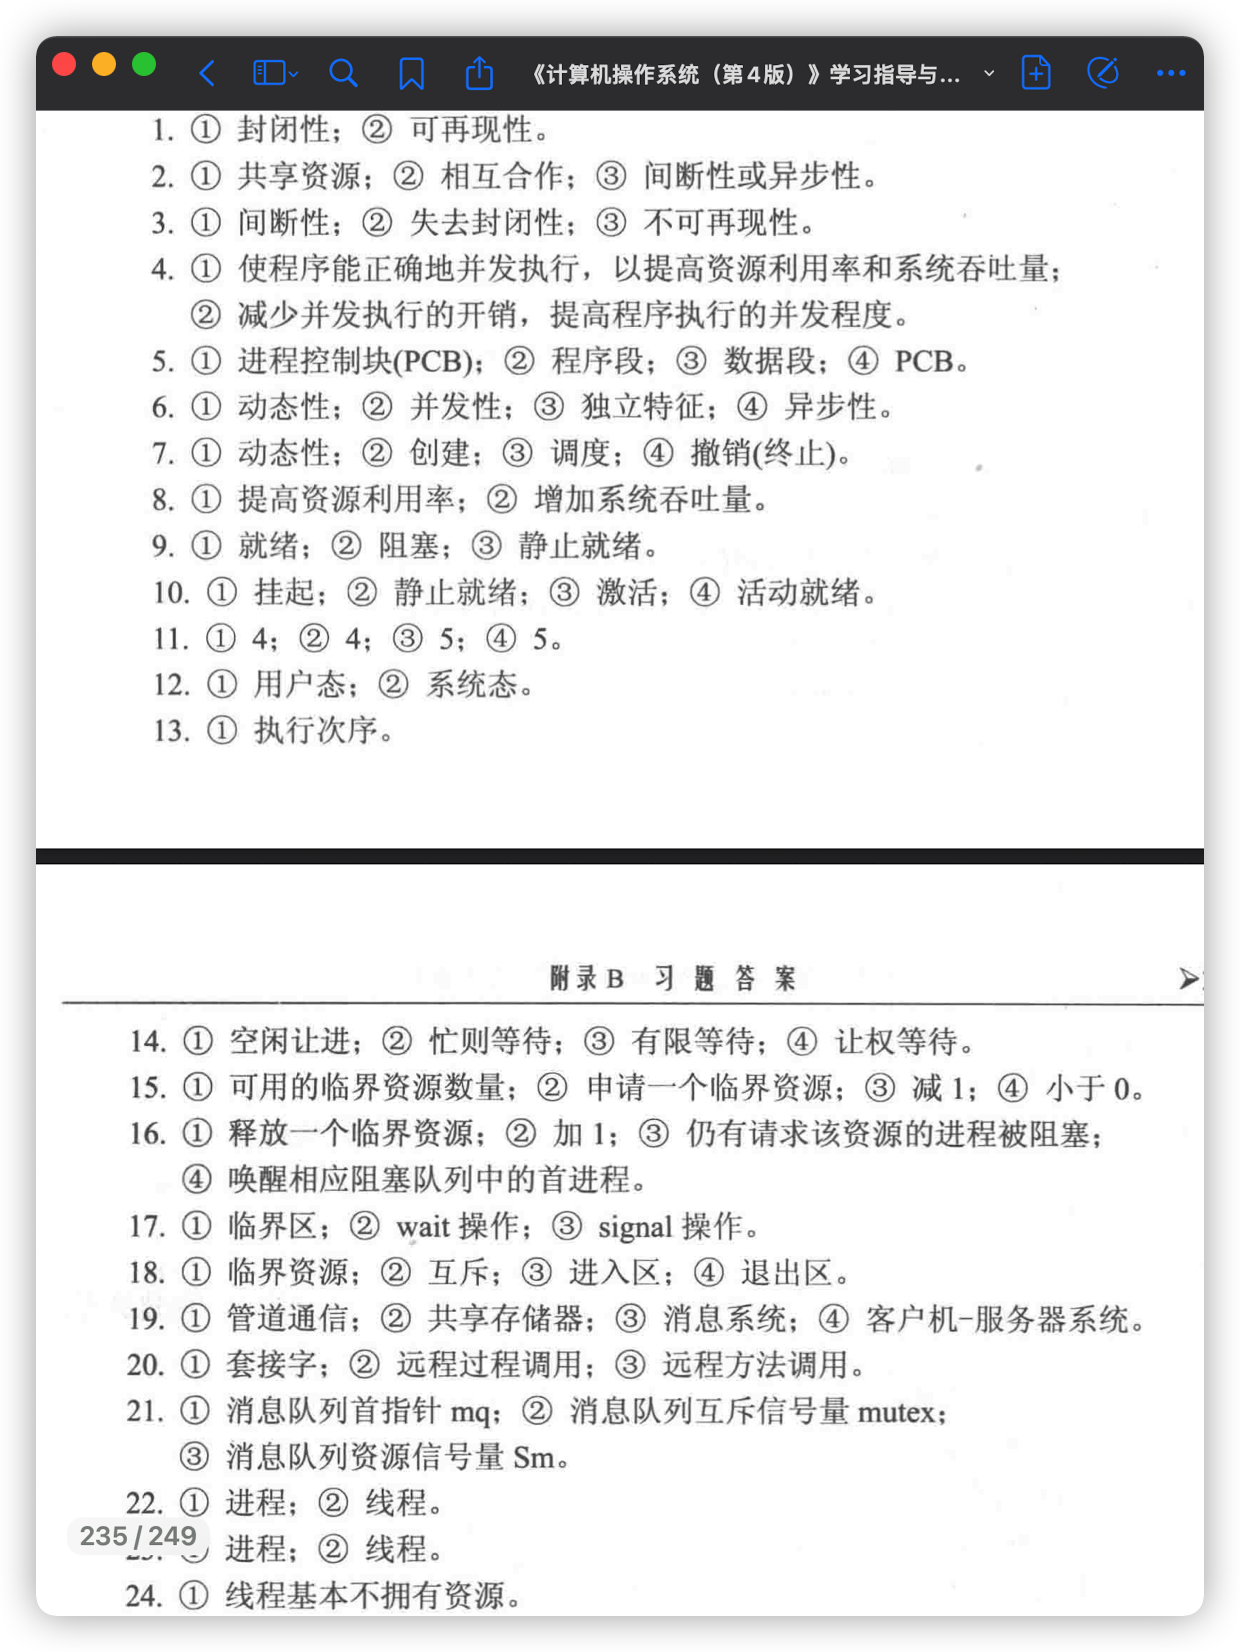 《计算机操作系统（第4版）》学习指导与...
1. ① 封闭性；② 可再现性。
2. ① 共享资源；② 相互合作；③ 间断性或异步性。
3. ① 间断性；② 失去封闭性；③ 不可再现性。
4. ① 使程序能正确地并发执行，以提高资源利用率和系统吞吐量；
② 减少并发执行的开销，提高程序执行的并发程度。
5. ① 进程控制块(PCB)；② 程序段；③ 数据段；④ PCB。
6. ① 动态性；② 并发性；③ 独立特征；④ 异步性。
7. ① 动态性；② 创建；③ 调度；④ 撤销(终止)。
8. ① 提高资源利用率；② 增加系统吞吐量。
9. ① 就绪；② 阻塞；③ 静止就绪。
10. ① 挂起；② 静止就绪；③ 激活；④ 活动就绪。
11. ① 4；② 4；③ 5；④ 5。
12. ① 用户态；② 系统态。
13. ① 执行次序。
附录B 习题答案
14. ① 空闲让进；② 忙则等待；③ 有限等待；④ 让权等待。
15. ① 可用的临界资源数量；② 申请一个临界资源；③ 减 1；④ 小于 0。
16. ① 释放一个临界资源；② 加 1；③ 仍有请求该资源的进程被阻塞；
④ 唤醒相应阻塞队列中的首进程。
17. ① 临界区；② wait 操作；③ signal 操作。
18. ① 临界资源；② 互斥；③ 进入区；④ 退出区。
19. ① 管道通信；② 共享存储器；③ 消息系统；④ 客户机-服务器系统。
20. ① 套接字；② 远程过程调用；③ 远程方法调用。
21. ① 消息队列首指针 mq；② 消息队列互斥信号量 mutex；
③ 消息队列资源信号量 Sm。
22. ① 进程；② 线程。
235/249
进程；② 线程。
24. ① 线程基本不拥有资源。